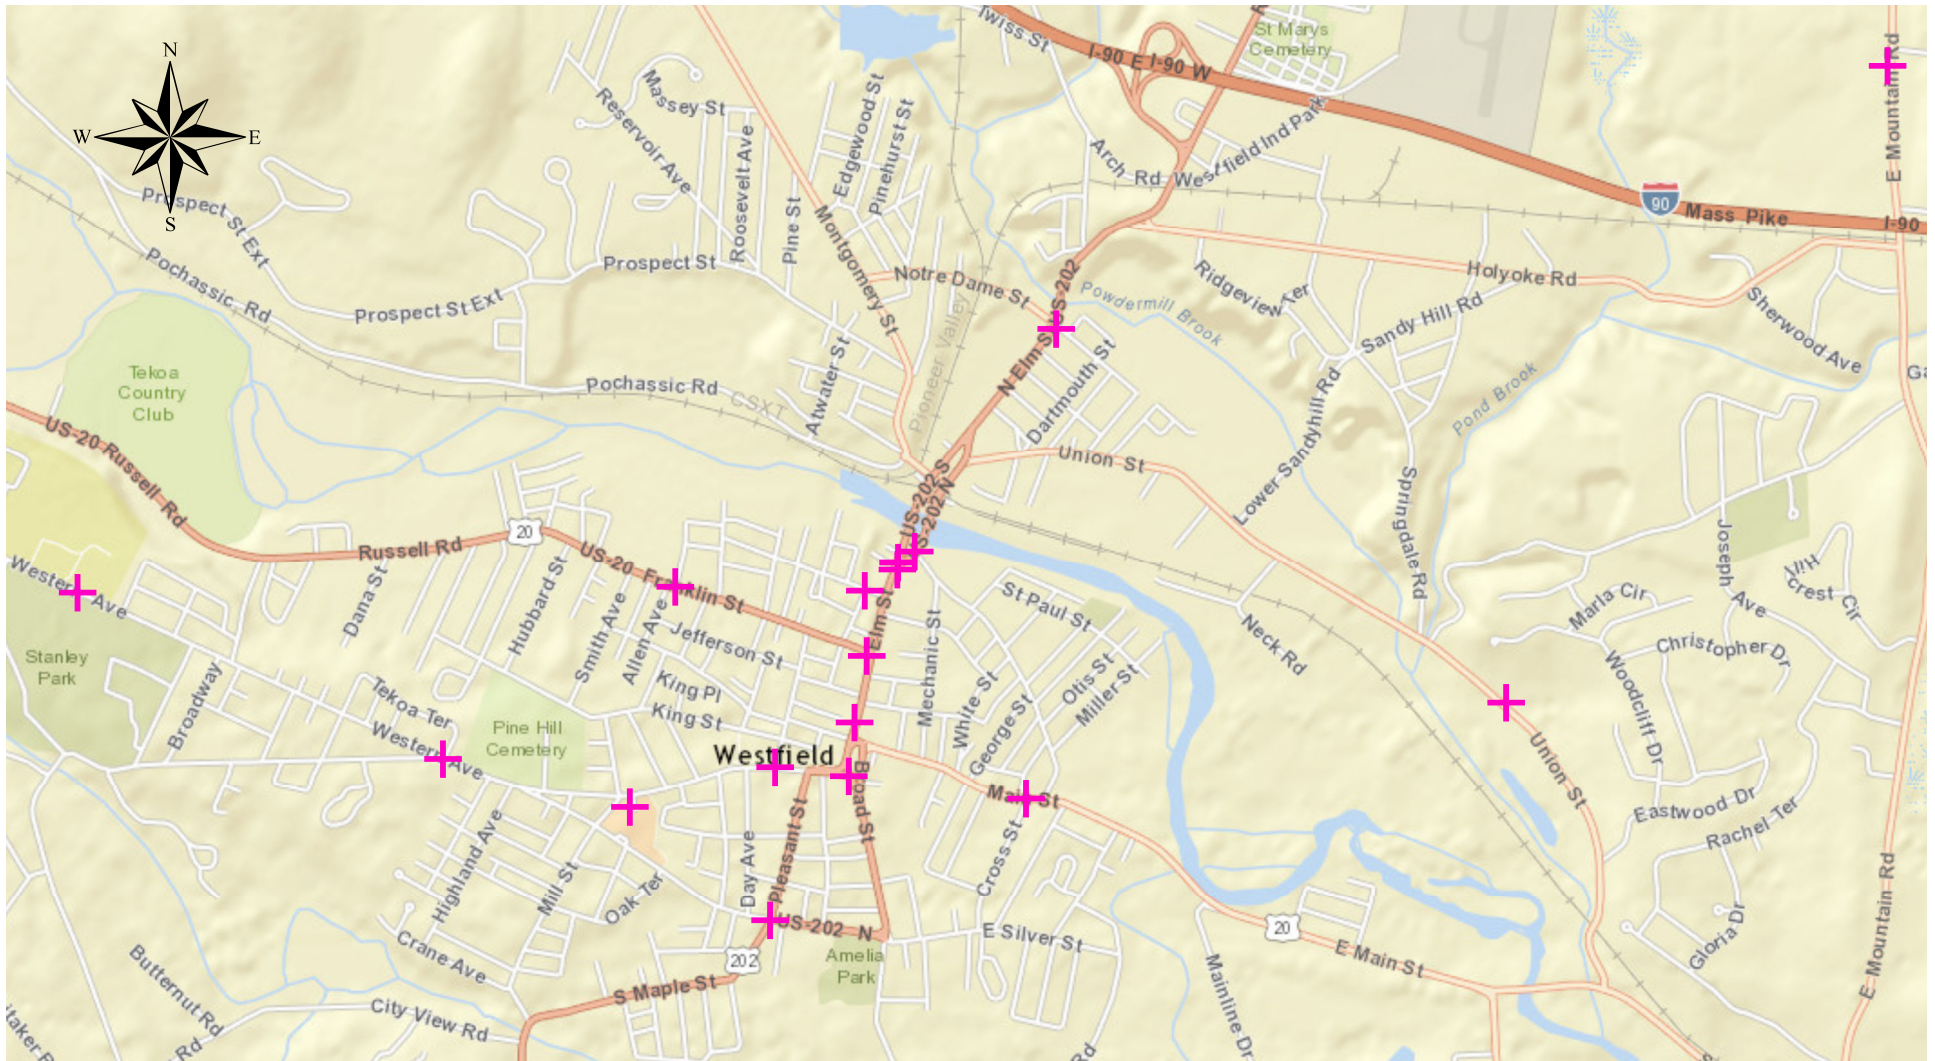 N
W
E
S
Twiss St
I-90 E
I-90 W
St Marys
Cemetery
E Mountain Rd
Massey St
Reservoir Ave
Roosevelt Ave
Edgewood St
Pinehurst St
Pine St
Montgomery St
Arch Rd
Westfield Ind Park
90
Mass Pike
I-90
Prospect St Ext
Pochassic Rd
Prospect St Ext
Prospect St
Notre Dame St
US-202
Powdermill Brook
Ridgeview Ter
Holyoke Rd
Sandy Hill Rd
Sherwood Ave
Pioneer Valley
N Elm St
Dartmouth St
Atwater St
Pochassic Rd
CSXT
Tekoa
Country
Club
US-20 Russell Rd
Union St
Lower Sandyhill Rd
Pond Brook
Springdale Rd
US-202 S
US-202 N
20
Russell Rd
US-20 Franklin St
Western Ave
Dana St
Hubbard St
Smith Ave
Allen Ave
Jefferson St
Elm St
Mechanic St
St Paul St
Neck Rd
Joseph Ave
Hillcrest Cir
Marla Cir
Christopher Dr
Woodcliff Dr
Stanley
Park
Broadway
Tekoa Ter
Western Ave
Pine Hill
Cemetery
King Pl
King St
White St
George St
Otis St
Miller St
Westfield
Broad St
Main St
Union St
Eastwood Dr
Rachel Ter
Highland Ave
Mill St
Oak Ter
Day Ave
Pleasant St
Cross St
US-202 N
E Silver St
20
E Main St
Gloria Dr
E Mountain Rd
Crane Ave
202
Amelia
Park
S Maple St
Butternut Rd
City View Rd
Mainline Dr
Rd
Rd